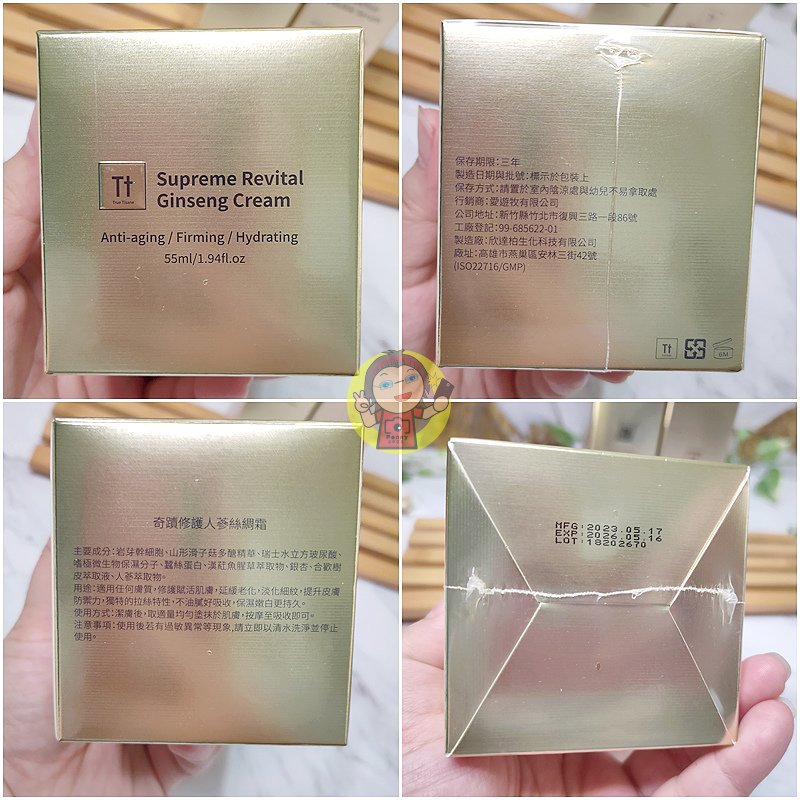 Tt
True Tisane
Supreme Revital
Ginseng Cream
Anti-aging / Firming / Hydrating
55ml/1.94fl.oz
保存期限：三年
製造日期與批號：標示於包裝上
保存方式：請置於室內陰涼處與幼兒不易拿取處
行銷商：愛遊牧有限公司
公司地址：新竹縣竹北市復興三路一段86號
工廠登記：99-685622-01
製造廠：欣達柏生化科技有限公司
廠址：高雄市燕巢區安林三街42號
(ISO22716/GMP)
Tt
6M
Penny
奇蹟修護人蔘絲綢霜
主要成分：岩芽幹細胞、山形滑子菇多醣精華、瑞士水立方玻尿酸、
嗜極微生物保濕分子、蠶絲蛋白、漢葒魚腥草萃取物、銀杏、合歡樹
皮萃取液、人蔘萃取物。
用途：適用任何膚質，修護賦活肌膚，延緩老化，淡化細紋，提升皮膚
防禦力，獨特的拉絲特性，不油膩好吸收，保濕嫩白更持久。
使用方式：潔膚後，取適量均勻塗抹於肌膚，按摩至吸收即可。
注意事項：使用後若有過敏異常等現象，請立即以清水洗淨並停止
使用。
MFG:2023.05.17
EXP:2026.05.16
LOT:18202670